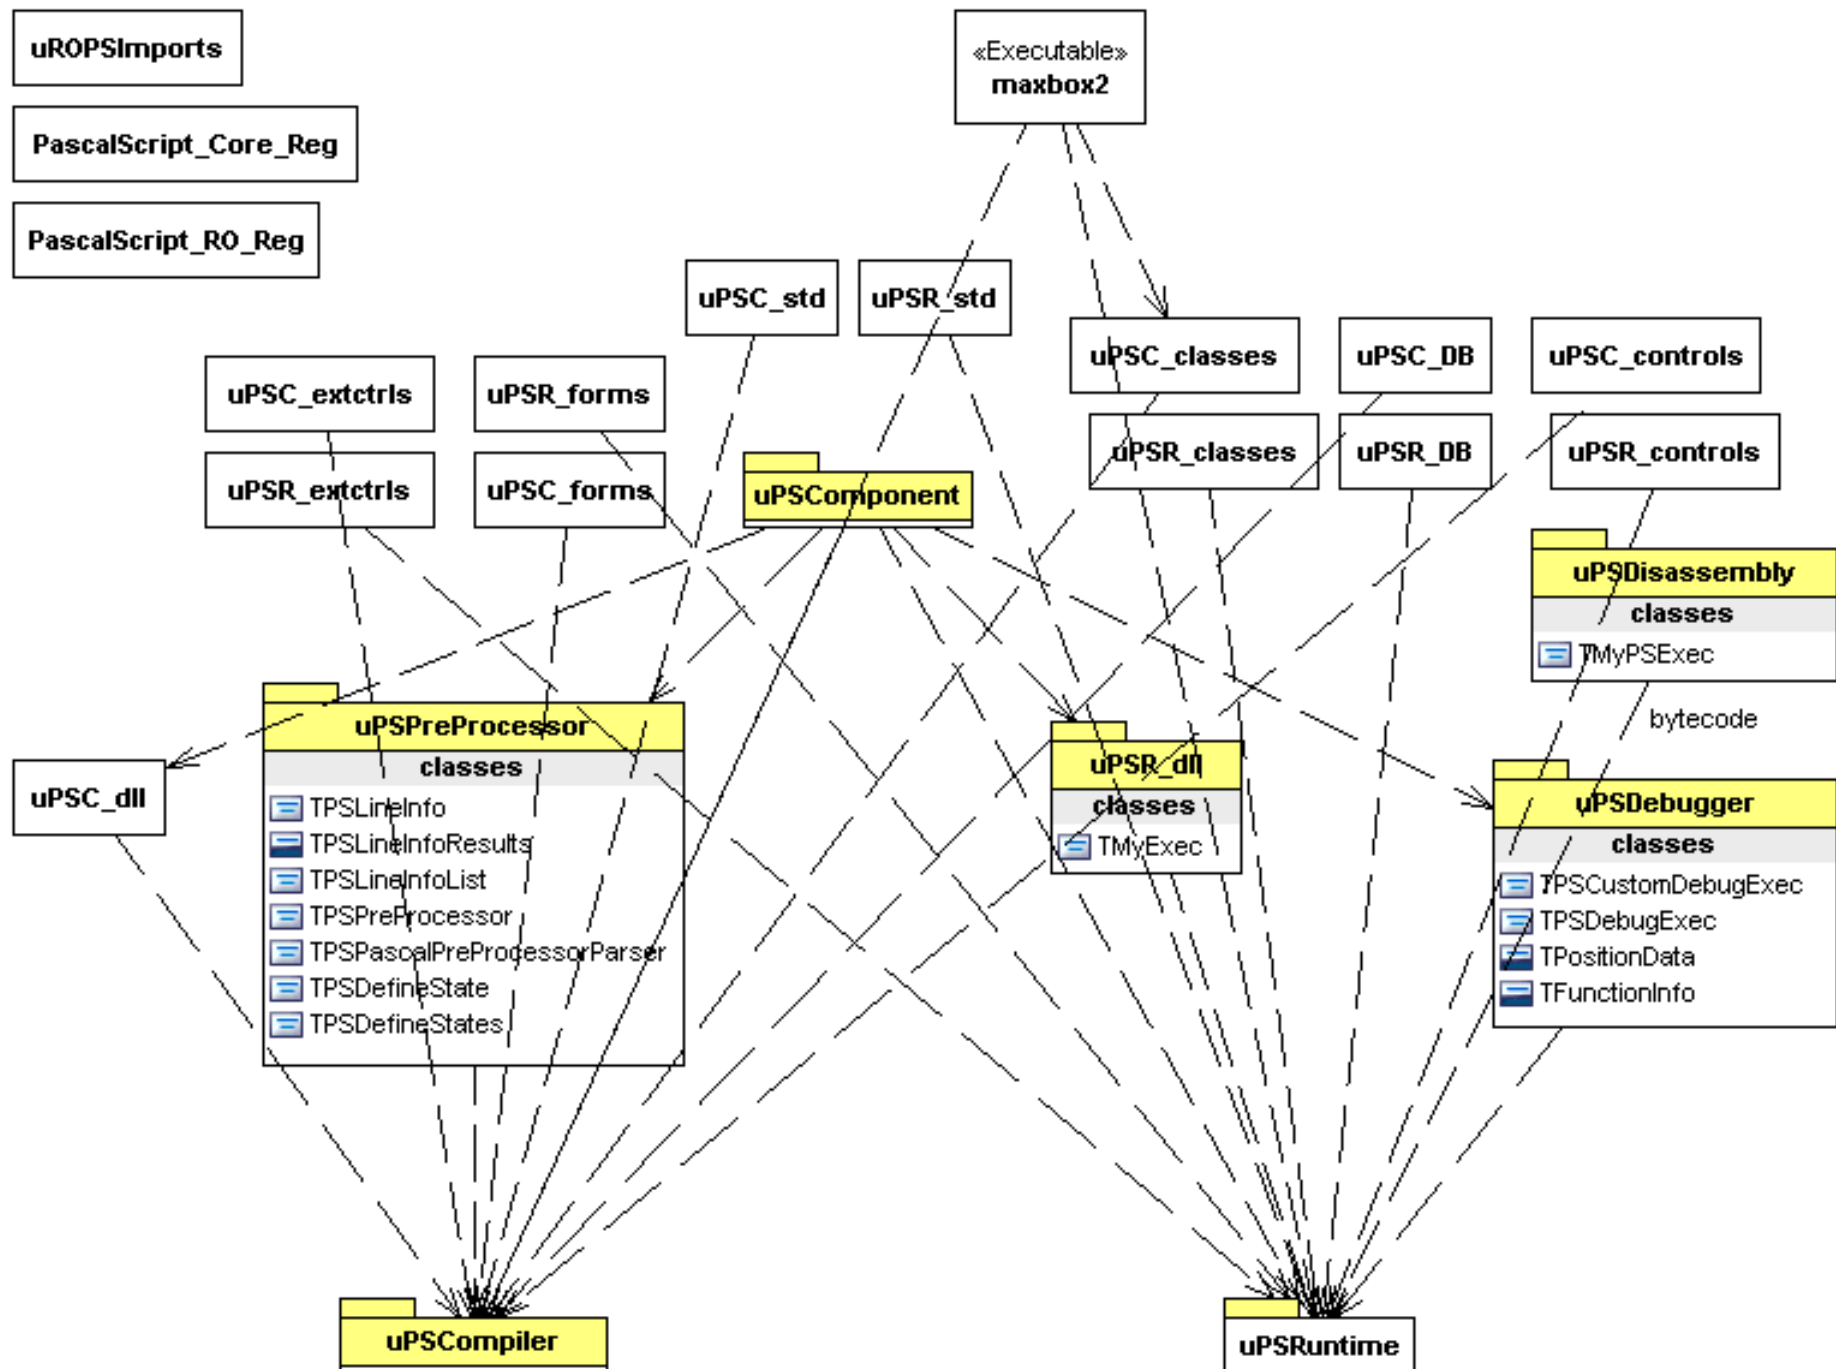 uROPSImports
«Executable»
maxbox2
PascalScript_Core_Reg
PascalScript_RO_Reg
uPSC_std
uPSR_std
uPSC_classes
uPSC_DB
uPSC_controls
uPSC_extctrls
uPSR_forms
uPSR_classes
uPSR_DB
uPSR_controls
uPSR_extctrls
uPSC_forms
uPSComponent
uPSDisassembly
classes
TMyPSExec
bytecode
uPSPreProcessor
classes
TPSLineInfo
TPSLineInfoResults
TPSLineInfoList
TPSPreProcessor
TPSPascalPreProcessorParser
TPSDefineState
TPSDefineStates
uPSC_dll
uPSR_dll
classes
TMyExec
uPSDebugger
classes
TPSCustomDebugExec
TPSDebugExec
TPositionData
TFunctionInfo
uPSCompiler
uPSRuntime